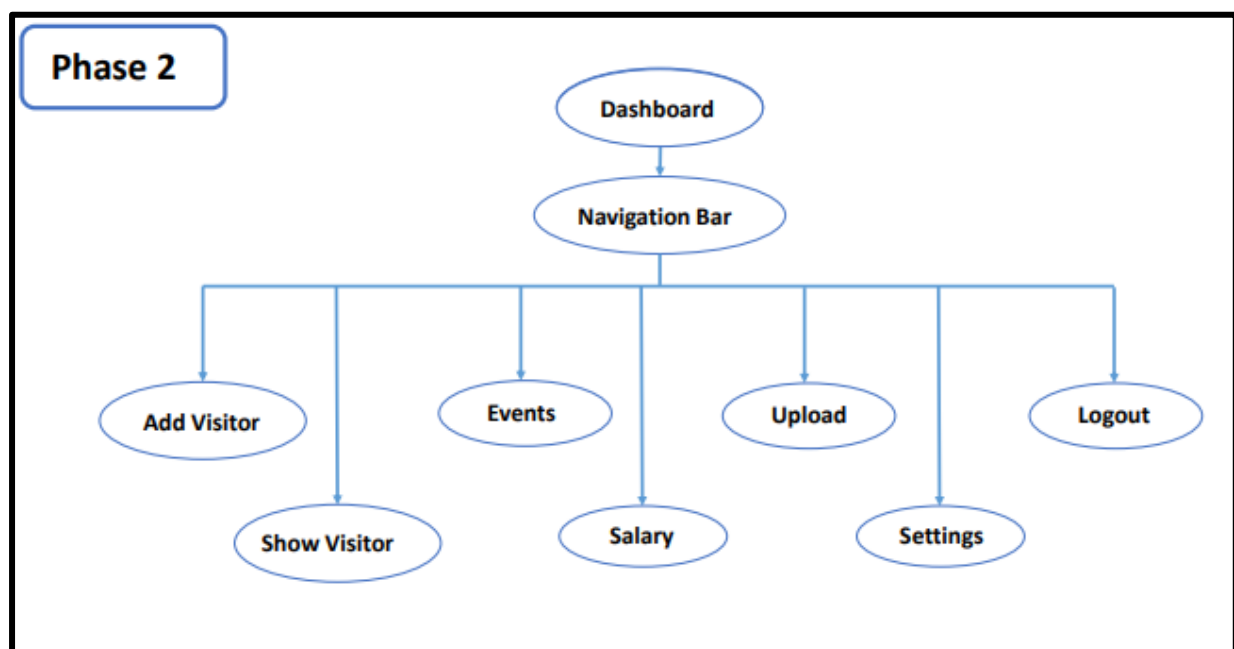 Phase 2
Dashboard
Navigation Bar
Add Visitor
Events
Upload
Logout
Show Visitor
Salary
Settings